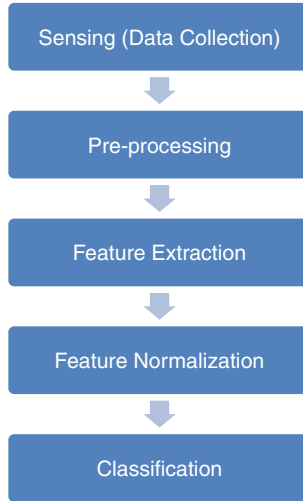 Sensing (Data Collection)
Pre-processing
Feature Extraction
Feature Normalization
Classification